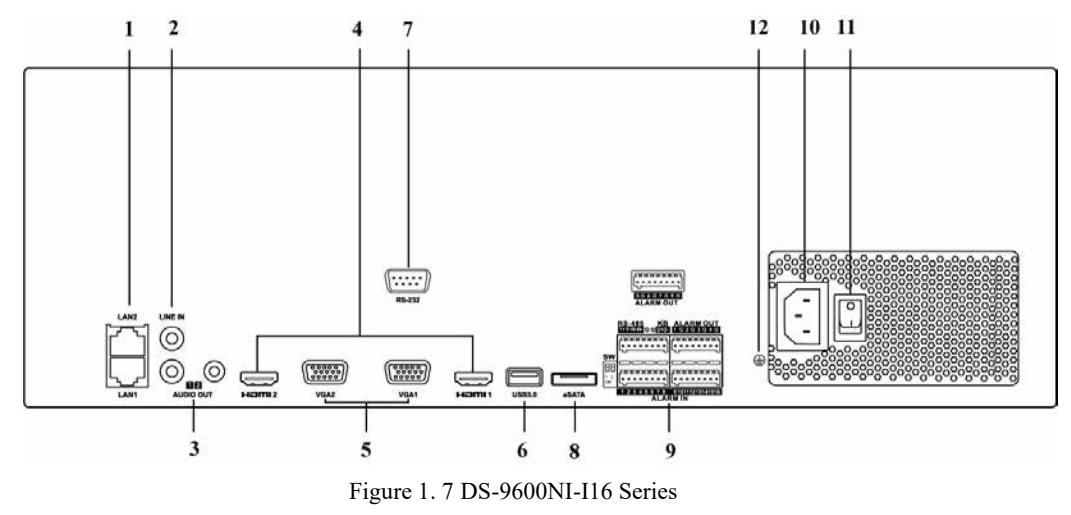 1 2 4 7 12 10 11
RS-232
ALARM OUT
LAN2 LINE IN
RS-485 KB ALARM OUT
SW
1 2
LAN1 AUDIO OUT HDMI 2 VGA2 VGA1 HDMI 1 USB3.0 eSATA
ALARM IN
3 5 6 8 9
Figure 1. 7 DS-9600NI-I16 Series